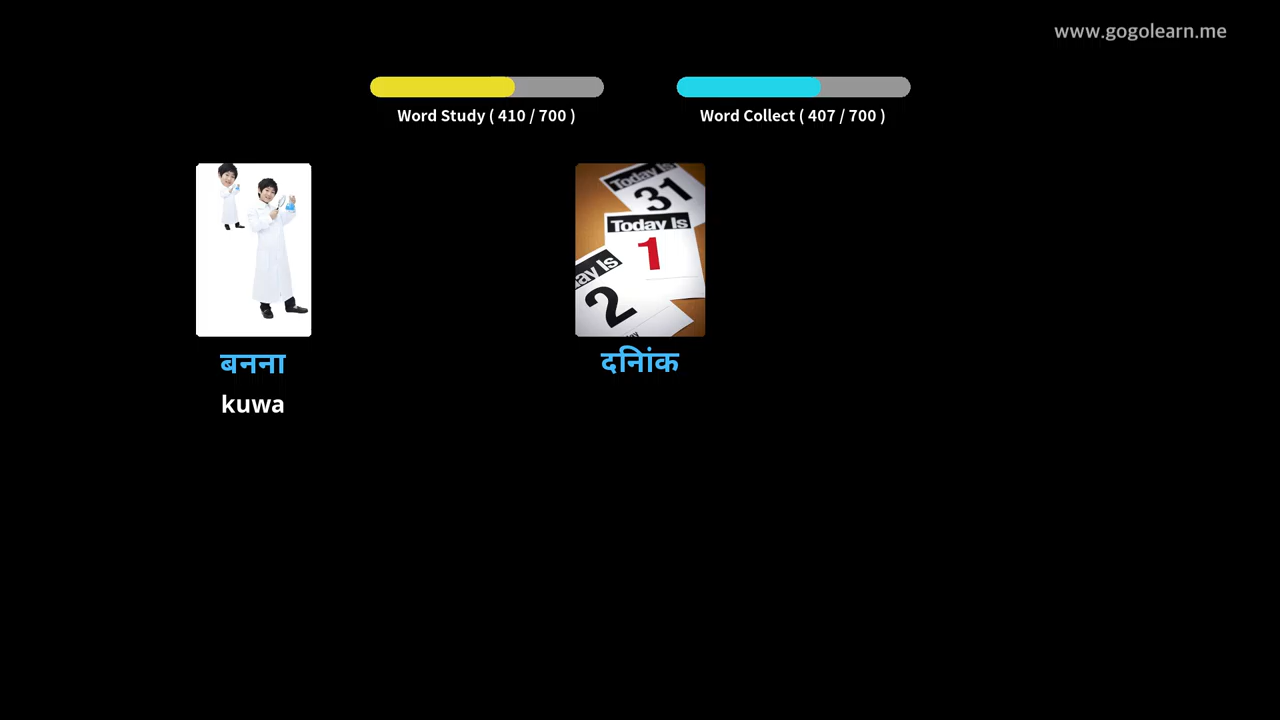 www.gogolearn.me
Word Study ( 410 / 700 )
Word Collect ( 407 / 700 )
Today Is
31
Today Is
1
ay Is
2
बनना
दिनांक
kuwa